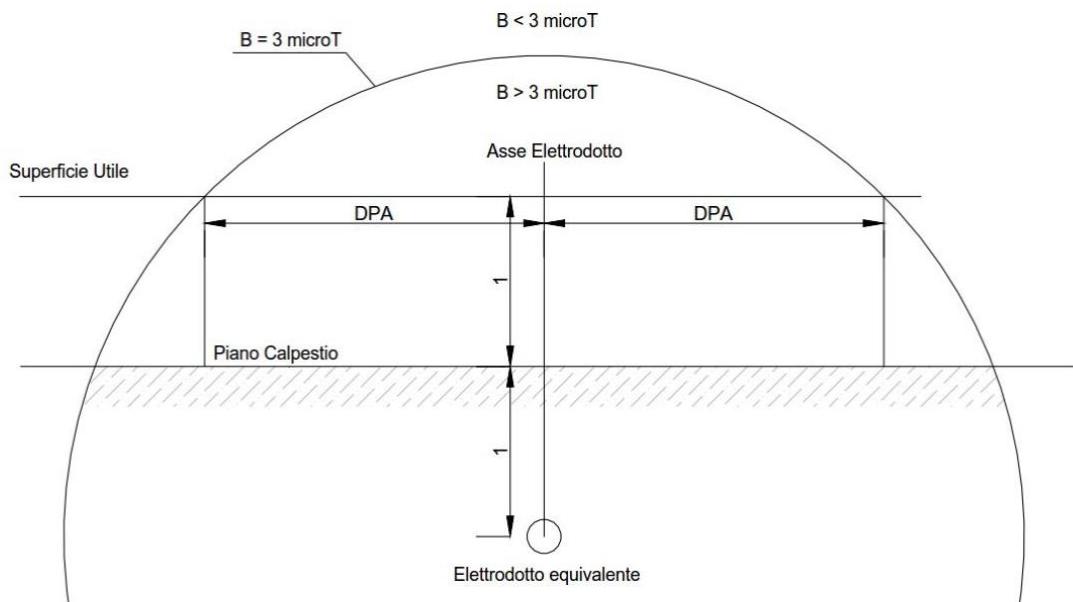 B < 3 microT
B = 3 microT
B > 3 microT
Asse Elettrodotto
Superficie Utile
DPA
DPA
1
Piano Calpestio
1
Elettrodotto equivalente